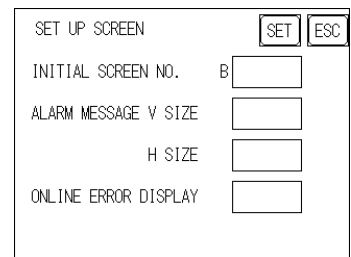 SET UP SCREEN SET ESC
INITIAL SCREEN NO. B
ALARM MESSAGE V SIZE
H SIZE
ONLINE ERROR DISPLAY